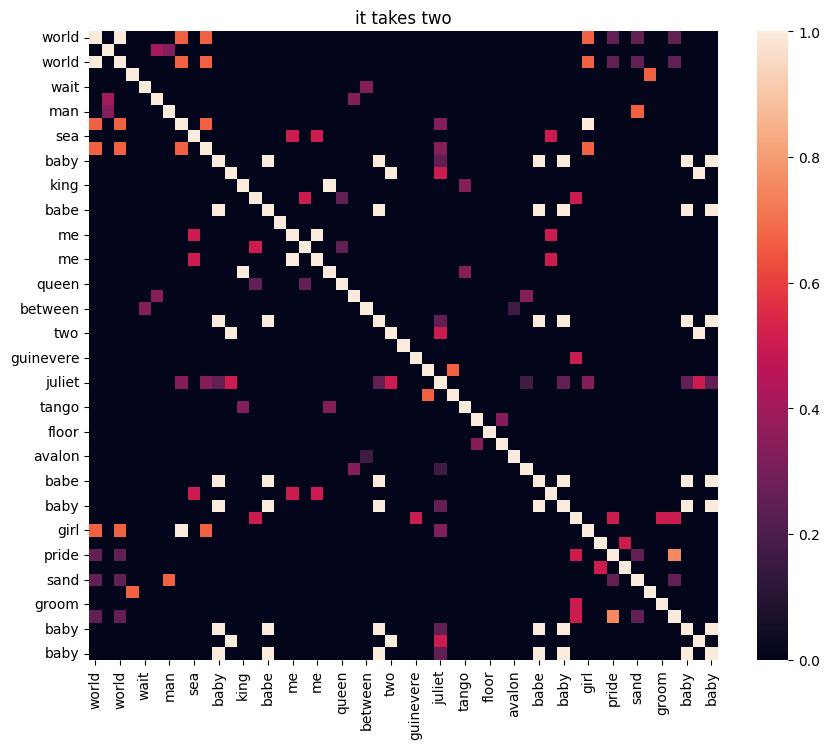 it takes two
world
world
wait
man
sea
baby
king
babe
me
me
queen
between
two
guinevere
juliet
tango
floor
avalon
babe
baby
girl
pride
sand
groom
baby
baby
world
world
wait
man
sea
baby
king
babe
me
me
queen
between
two
guinevere
juliet
tango
floor
avalon
babe
baby
girl
pride
sand
groom
baby
baby
1.0
0.8
0.6
0.4
0.2
0.0